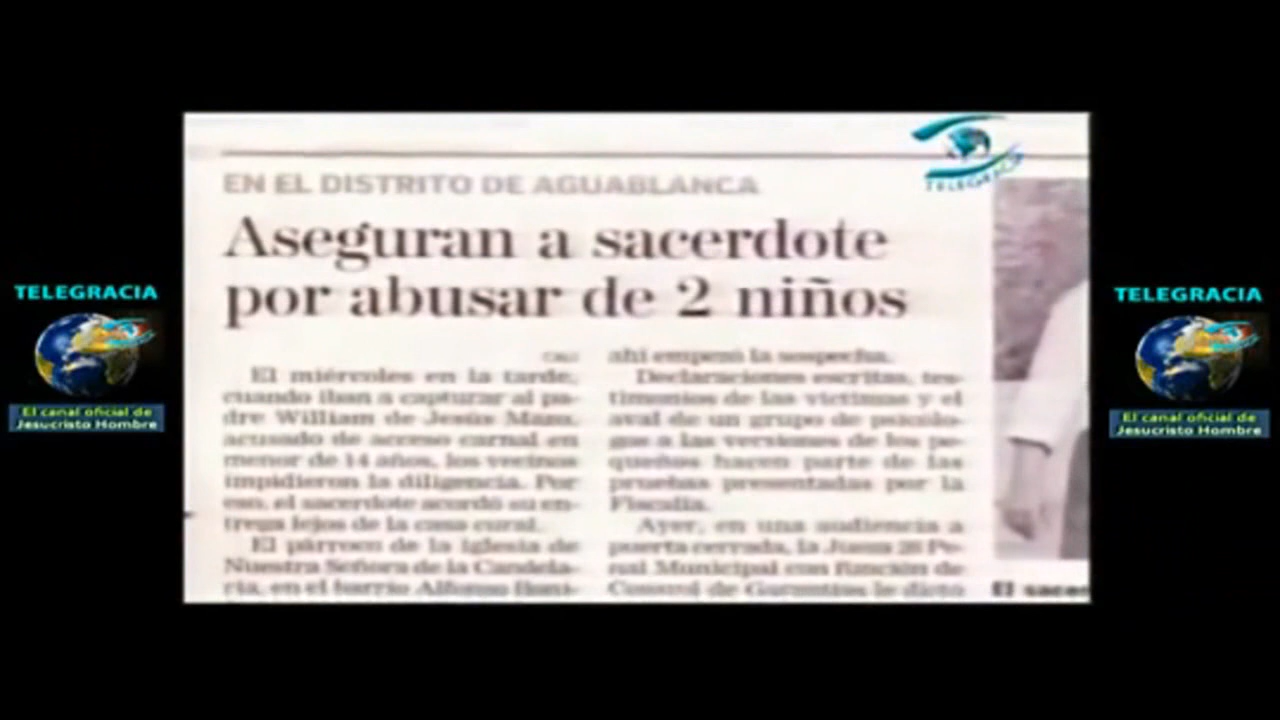 TELEGRACIA
El canal oficial de
Jesucristo Hombre
TELEGRACIA
EN EL DISTRITO DE AGUABLANCA
Aseguran a sacerdote
por abusar de 2 niños
CALI
El miércoles en la tarde,
cuando iban a capturar al pa-
dre William de Jesús
acusado de acceso carnal en
menor de 14 años, los vecinos
impidieron la diligencia. Por
eso, el sacerdote acordó su en-
trega lejos de la casa cural.
El párroco de la iglesia de
Nuestra Señora de la Candela-
ria, en el barrio Alfonso Boni-
ahí empezó la sospecha.
Declaraciones escritas, tes-
timonios de las víctimas y el
aval de un grupo de psicólo-
gos a las versiones de los pe-
queños hacen parte de las
pruebas presentadas por la
Fiscalía.
Ayer, en una audiencia a
puerta cerrada, la Pe-
nal Municipal con función de
Control de Garantías le dictó
El sacer
TELEGRACIA
El canal oficial de
Jesucristo Hombre